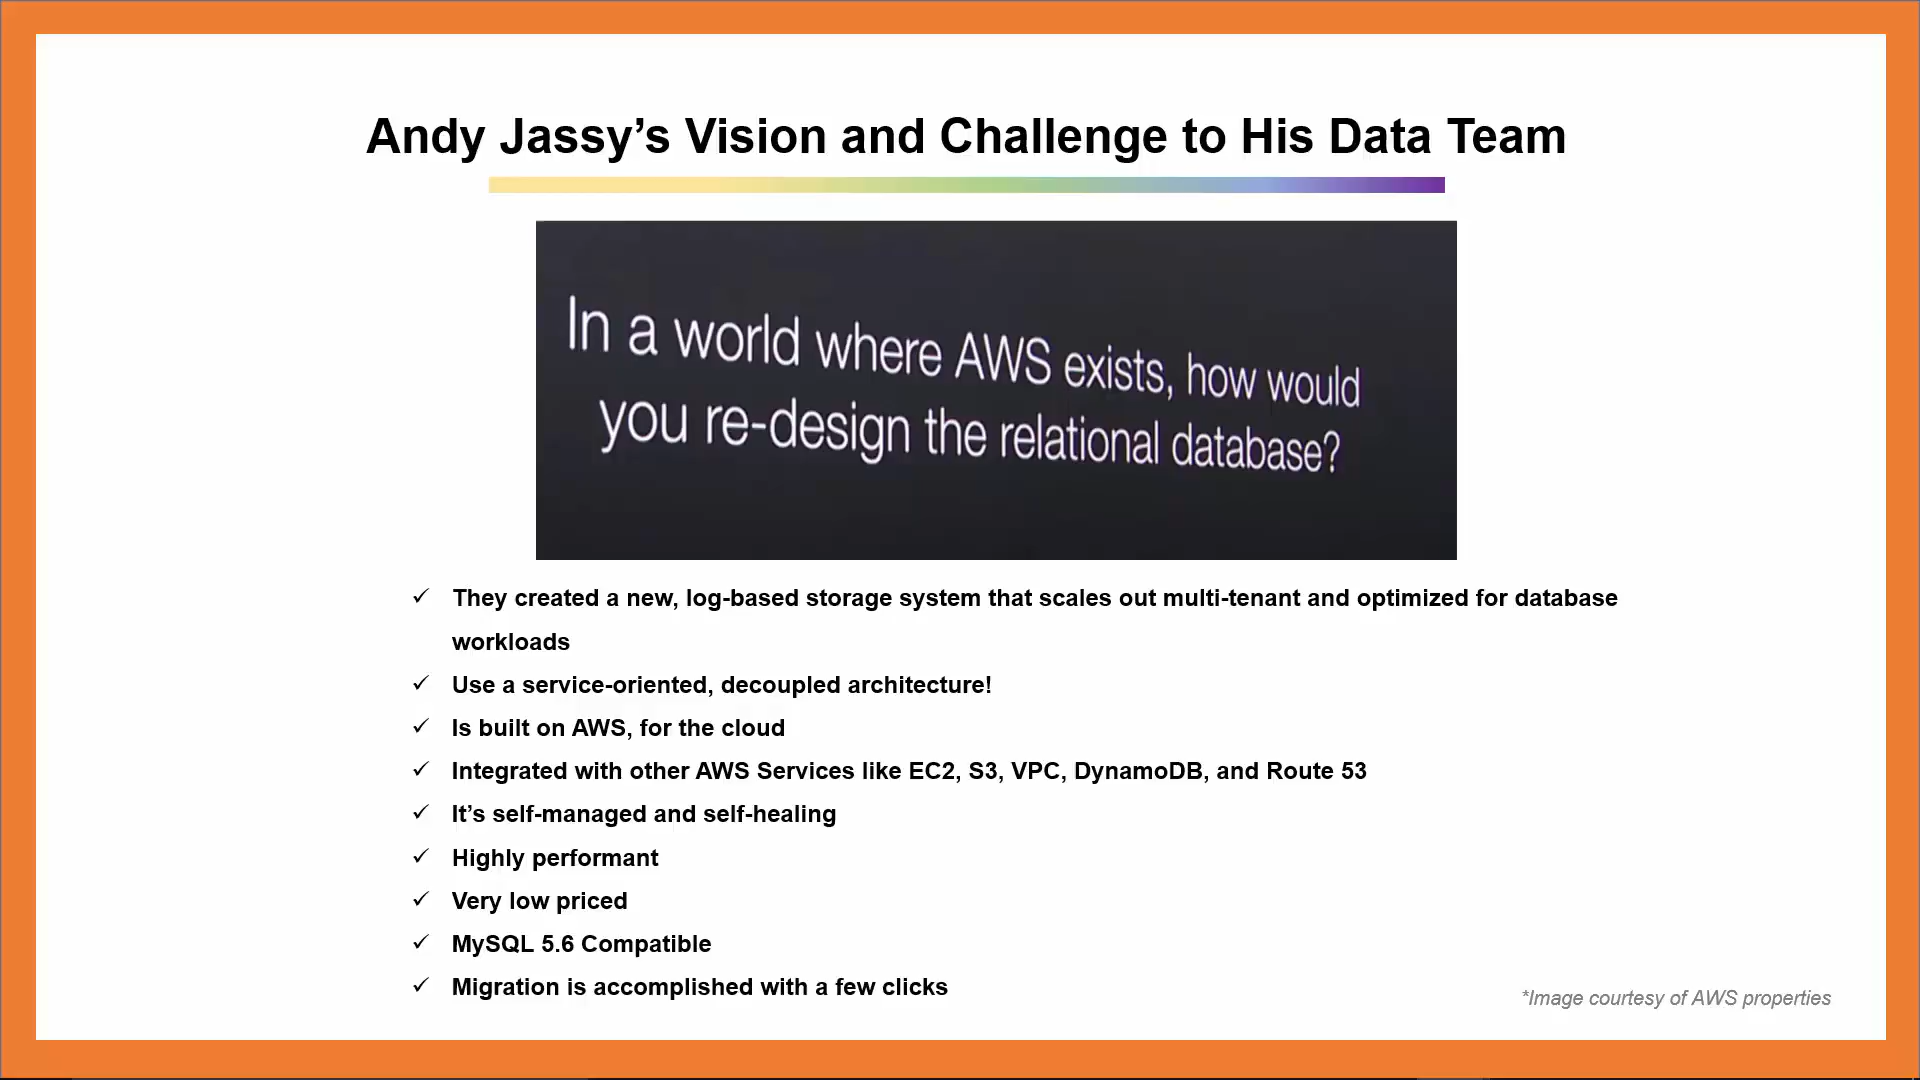 Andy Jassy’s Vision and Challenge to His Data Team
In a world where AWS exists, how would
you re-design the relational database?
They created a new, log-based storage system that scales out multi-tenant and optimized for database
workloads
Use a service-oriented, decoupled architecture!
Is built on AWS, for the cloud
Integrated with other AWS Services like EC2, S3, VPC, DynamoDB, and Route 53
It’s self-managed and self-healing
Highly performant
Very low priced
MySQL 5.6 Compatible
Migration is accomplished with a few clicks
*Image courtesy of AWS properties